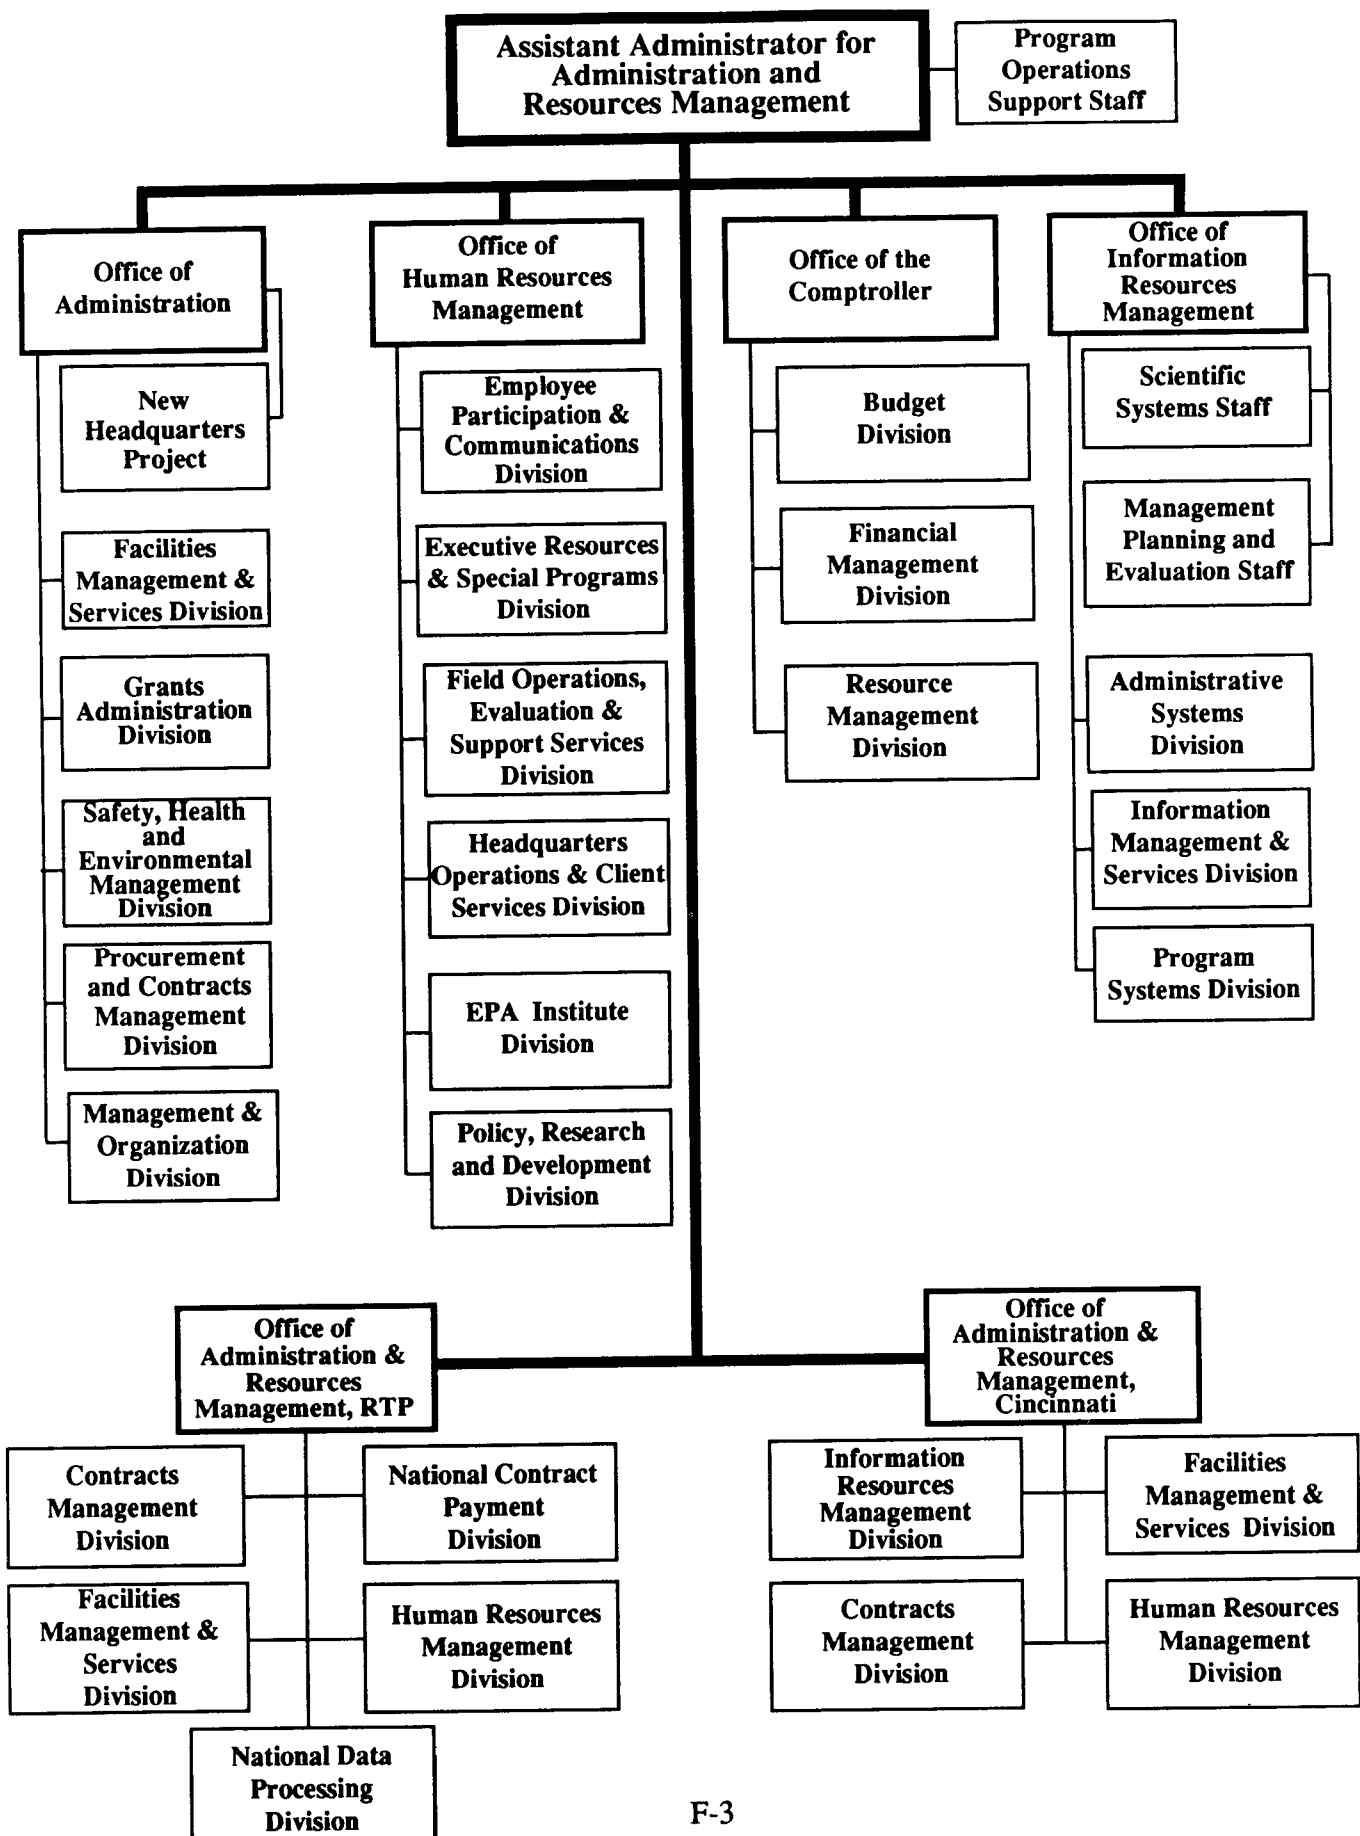 Assistant Administrator for
Administration and
Resources Management
Program
Operations
Support Staff
Office of
Administration
New
Headquarters
Project
Facilities
Management &
Services Division
Grants
Administration
Division
Safety, Health
and
Environmental
Management
Division
Procurement
and Contracts
Management
Division
Management &
Organization
Division
Office of
Human Resources
Management
Employee
Participation &
Communications
Division
Executive Resources
& Special Programs
Division
Field Operations,
Evaluation &
Support Services
Division
Headquarters
Operations & Client
Services Division
EPA Institute
Division
Policy, Research
and Development
Division
Office of the
Comptroller
Budget
Division
Financial
Management
Division
Resource
Management
Division
Office of
Information
Resources
Management
Scientific
Systems Staff
Management
Planning and
Evaluation Staff
Administrative
Systems
Division
Information
Management &
Services Division
Program
Systems Division
Office of
Administration &
Resources
Management, RTP
Contracts
Management
Division
National Contract
Payment
Division
Facilities
Management &
Services
Division
Human Resources
Management
Division
National Data
Processing
Division
Office of
Administration &
Resources
Management,
Cincinnati
Information
Resources
Management
Division
Facilities
Management &
Services Division
Contracts
Management
Division
Human Resources
Management
Division
F-3